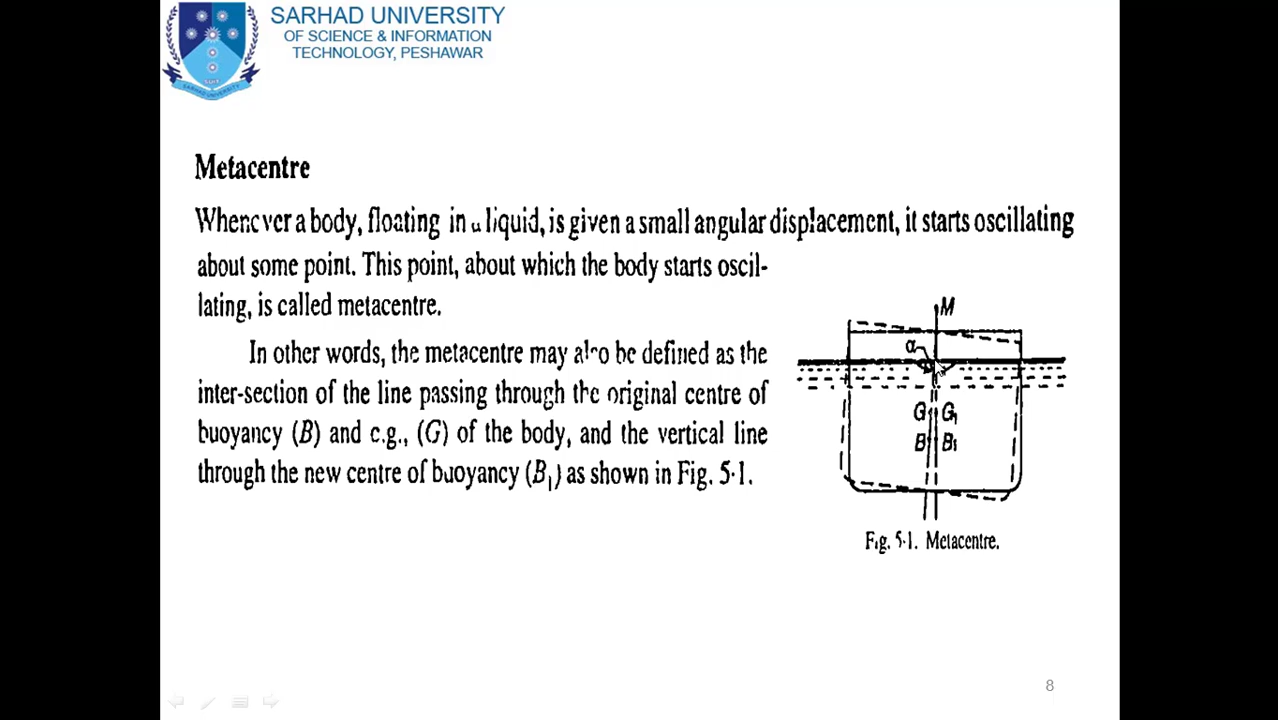 SARHAD UNIVERSITY
OF SCIENCE & INFORMATION
TECHNOLOGY, PESHAWAR
SUIT
SARHAD UNIVERSITY
Metacentre
Whenever a body, floating in a liquid, is given a small angular displacement, it starts oscillating
about some point. This point, about which the body starts oscil-
lating, is called metacentre.
In other words, the metacentre may also be defined as the
inter-section of the line passing through the original centre of
buoyancy (B) and c.g., (G) of the body, and the vertical line
through the new centre of buoyancy (B₁) as shown in Fig. 5·1.
M
α
G G₁
B B₁
Fig. 5·1. Metacentre.
8